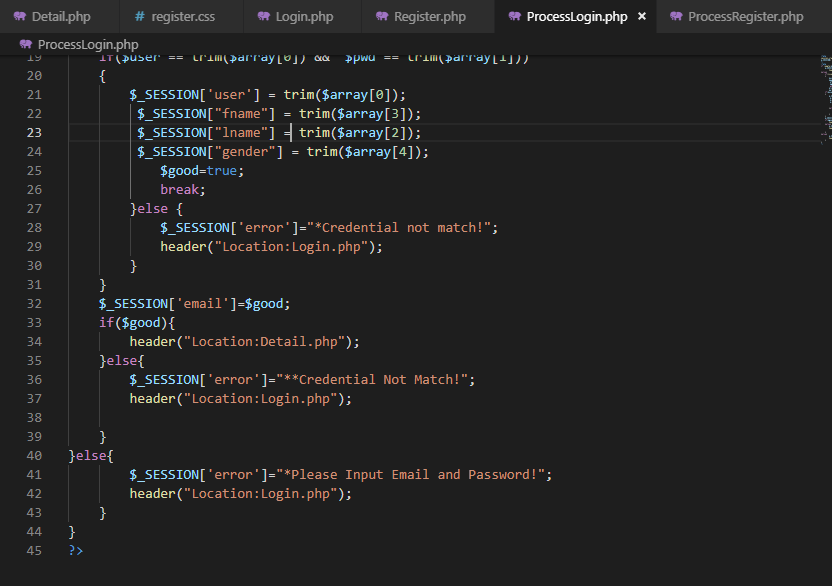 Detail.php # register.css Login.php Register.php ProcessLogin.php × ProcessRegister.php
ProcessLogin.php
19 if($user == trim($array[0]) && $pwd == trim($array[1]))
20 {
21 $_SESSION['user'] = trim($array[0]);
22 $_SESSION["fname"] = trim($array[3]);
23 $_SESSION["lname"] = trim($array[2]);
24 $_SESSION["gender"] = trim($array[4]);
25 $good=true;
26 break;
27 }else {
28 $_SESSION['error']="*Credential not match!";
29 header("Location:Login.php");
30 }
31 }
32 $_SESSION['email']=$good;
33 if($good){
34 header("Location:Detail.php");
35 }else{
36 $_SESSION['error']="**Credential Not Match!";
37 header("Location:Login.php");
38
39 }
40 }else{
41 $_SESSION['error']="*Please Input Email and Password!";
42 header("Location:Login.php");
43 }
44 }
45 ?>